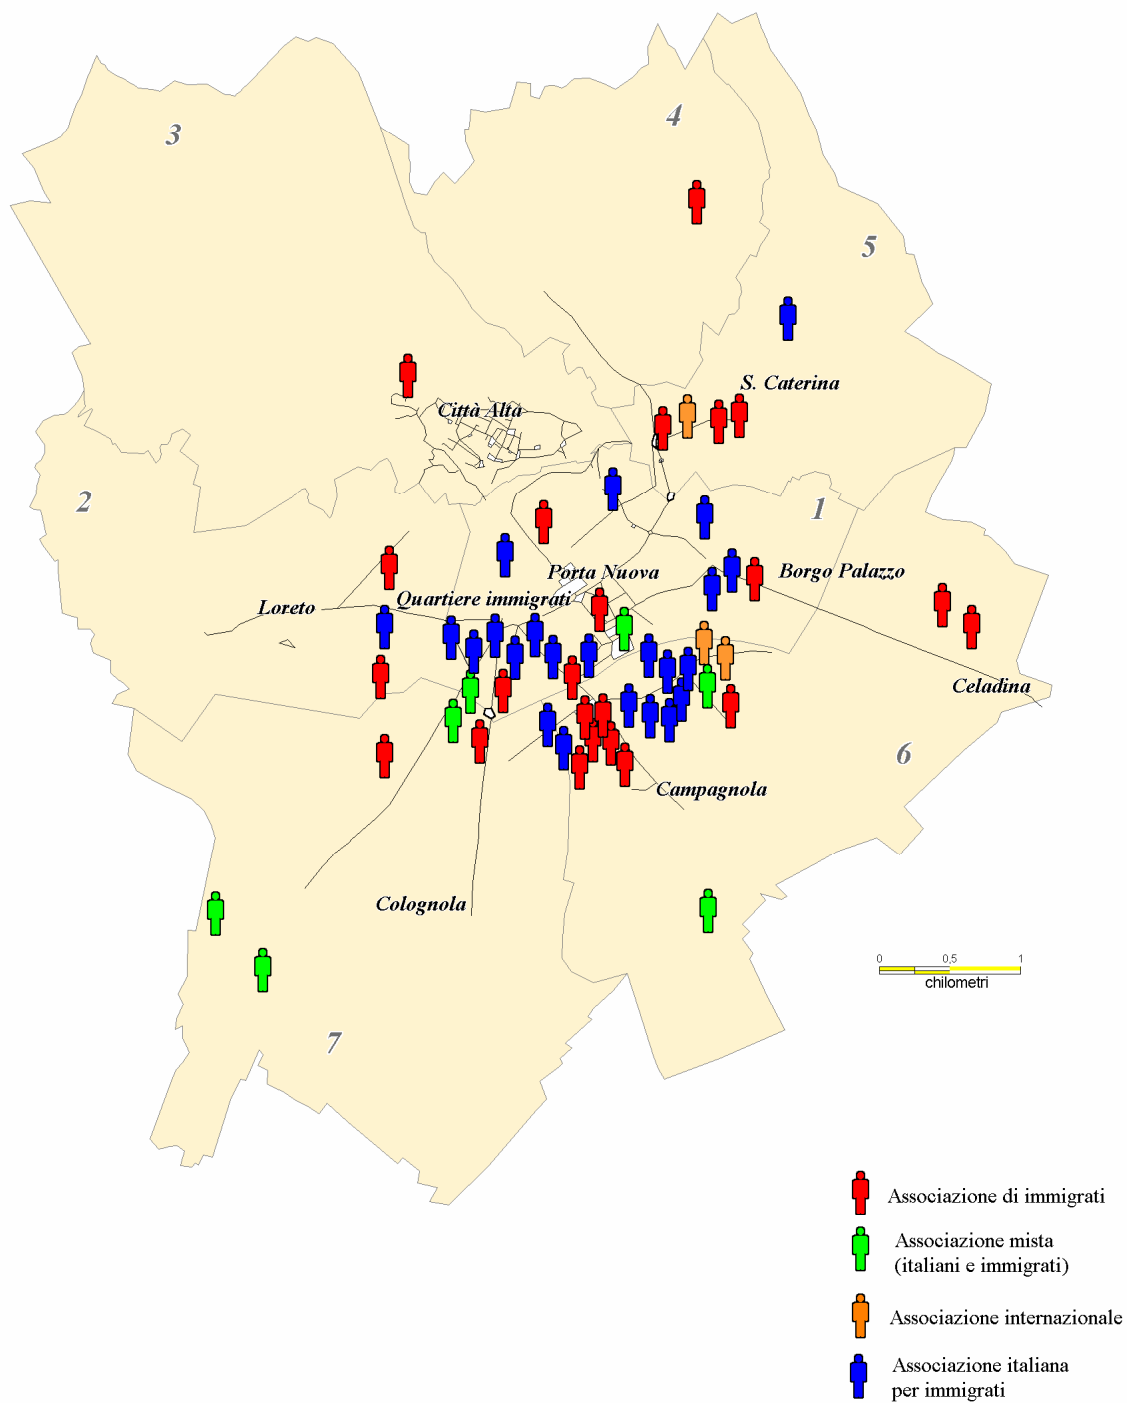 4
3
5
S. Caterina
Città Alta
2
1
Porta Nuova
Borgo Palazzo
Quartiere immigrati
Loreto
Celadina
6
Campagnola
Colognola
0 0,5 1
chilometri
7
Associazione di immigrati
Associazione mista
(italiani e immigrati)
Associazione internazionale
Associazione italiana
per immigrati